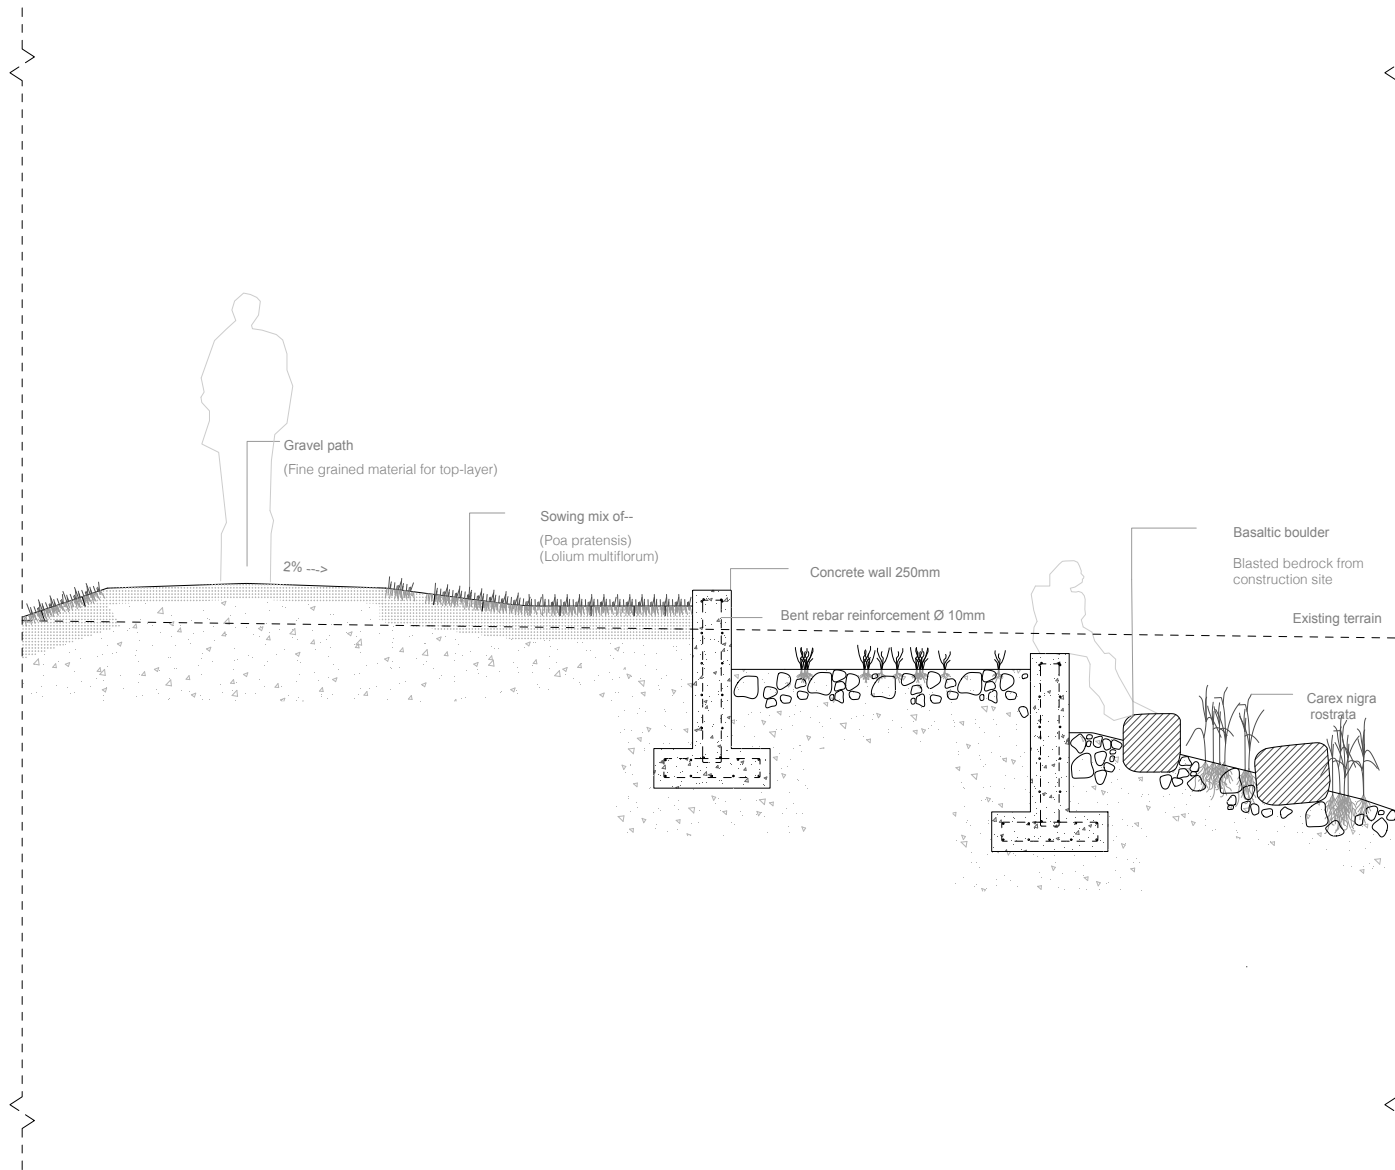 Gravel path
(Fine grained material for top-layer)
Sowing mix of--
(Poa pratensis)
(Lolium multiflorum)
2% --->
Concrete wall 250mm
Bent rebar reinforcement Ø 10mm
Basaltic boulder
Blasted bedrock from
construction site
Existing terrain
Carex nigra
rostrata